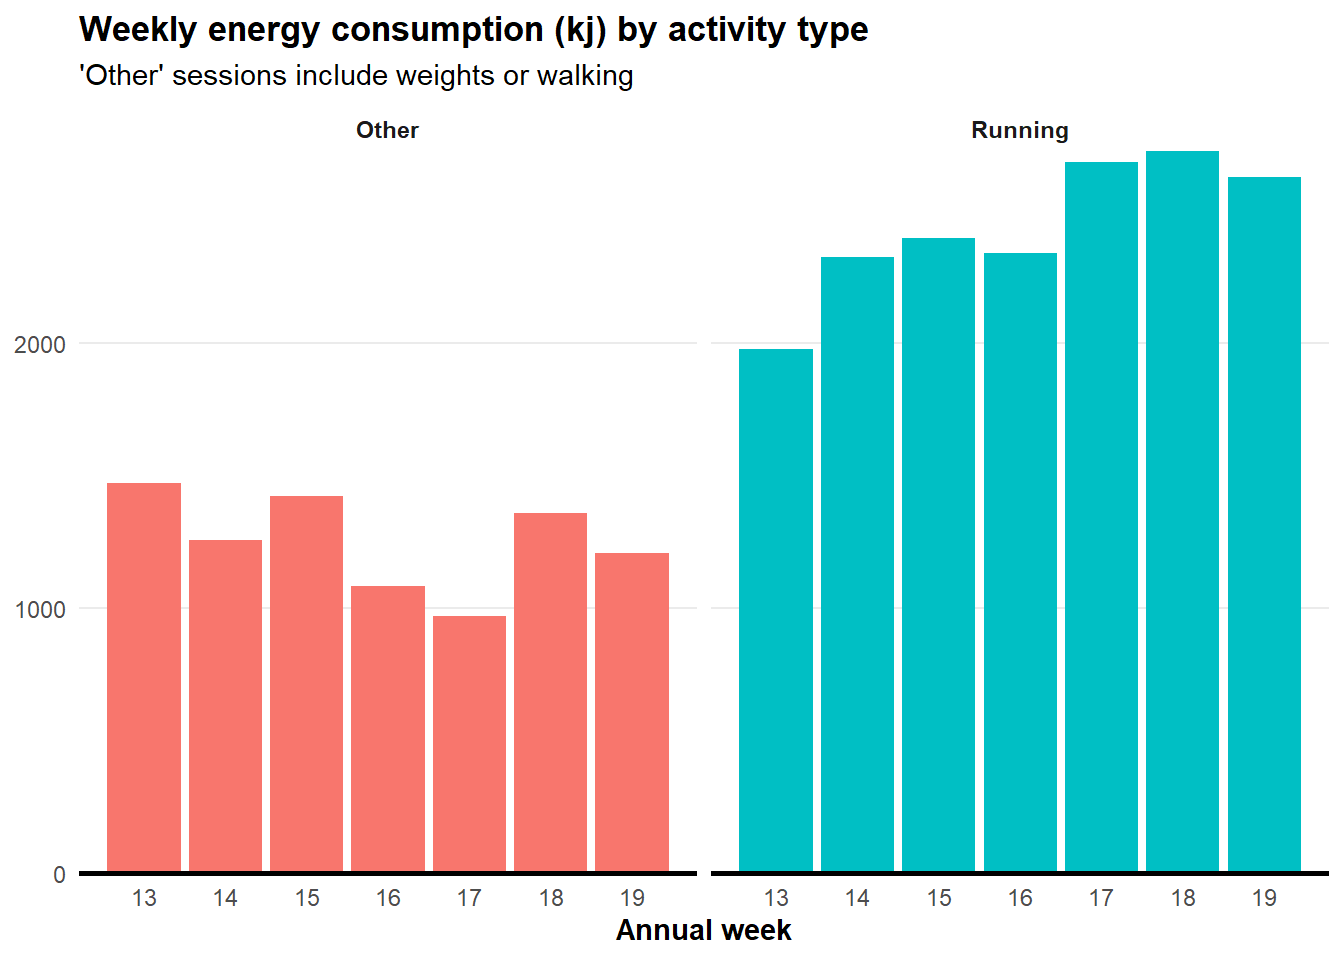 Weekly energy consumption (kj) by activity type
'Other' sessions include weights or walking
Other
Running
2000
1000
0
13 14 15 16 17 18 19
13 14 15 16 17 18 19
Annual week